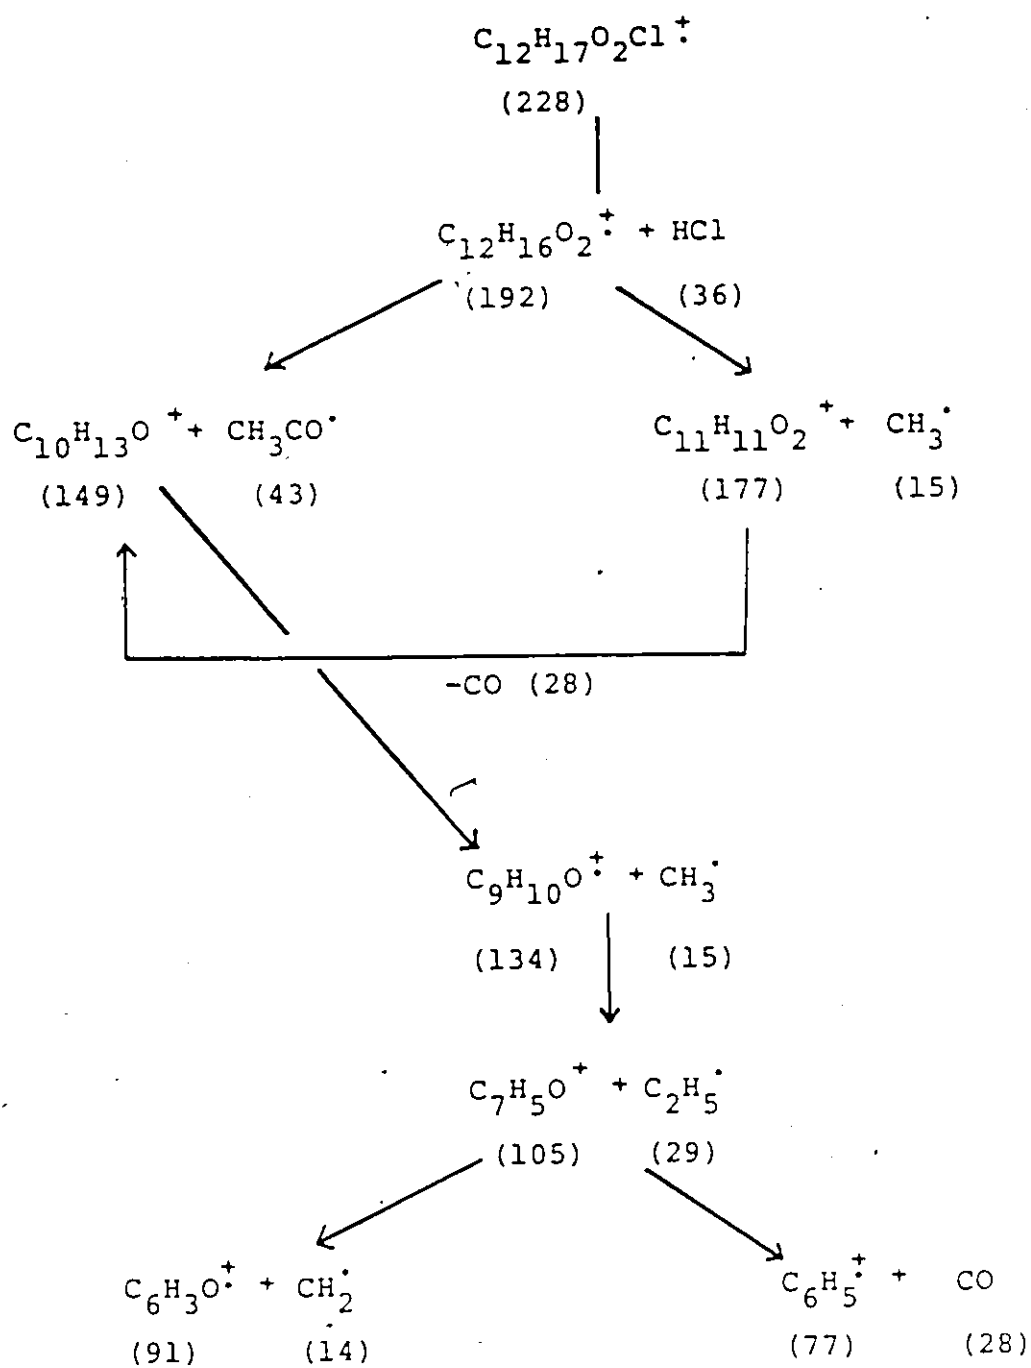 C₁₂H₁₇O₂Cl⁺•
(228)
C₁₂H₁₆O₂⁺• + HCl
(192) (36)
C₁₀H₁₃O⁺ + CH₃CO• C₁₁H₁₁O₂⁺ + CH₃•
(149) (43) (177) (15)
-CO (28)
C₉H₁₀O⁺• + CH₃•
(134) (15)
C₇H₅O⁺ + C₂H₅•
(105) (29)
C₆H₃O⁺• + CH₂• C₆H₅⁺• + CO
(91) (14) (77) (28)